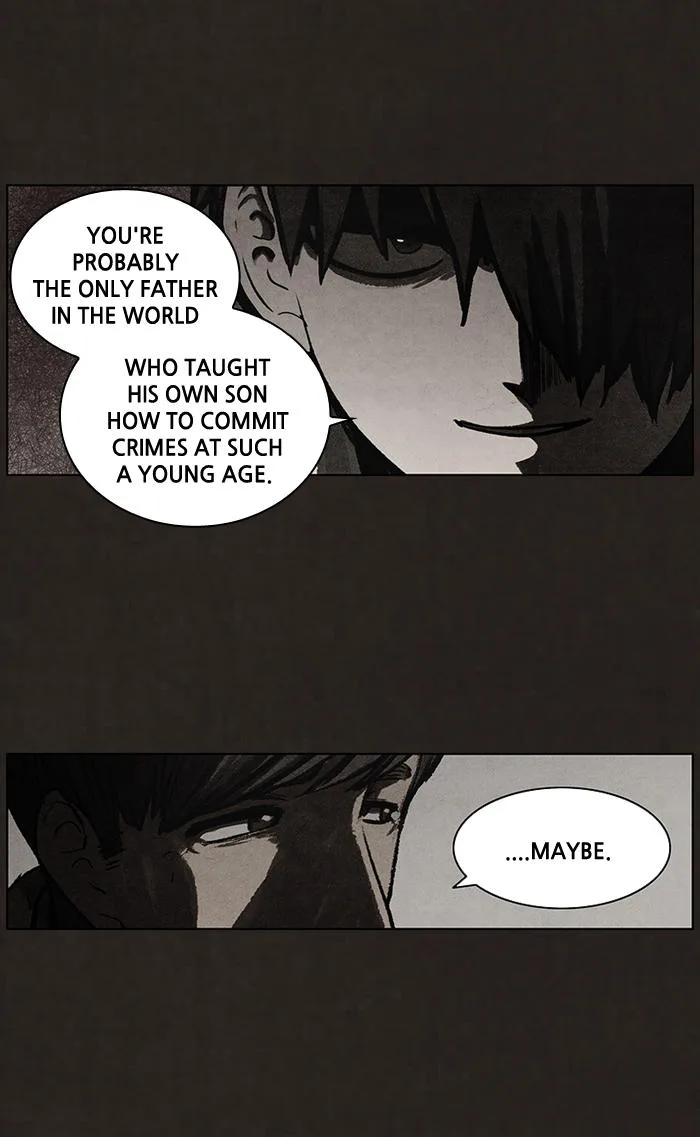 YOU'RE
PROBABLY
THE ONLY FATHER
IN THE WORLD
WHO TAUGHT
HIS OWN SON
HOW TO COMMIT
CRIMES AT SUCH
A YOUNG AGE.
....MAYBE.